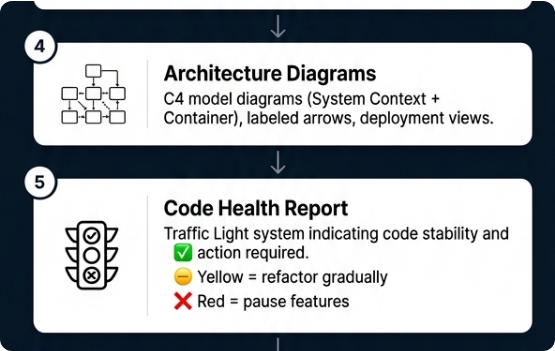 4
Architecture Diagrams
C4 model diagrams (System Context +
Container), labeled arrows, deployment views.
5
Code Health Report
Traffic Light system indicating code stability and
✅ action required.
⛔ Yellow = refactor gradually
❌ Red = pause features